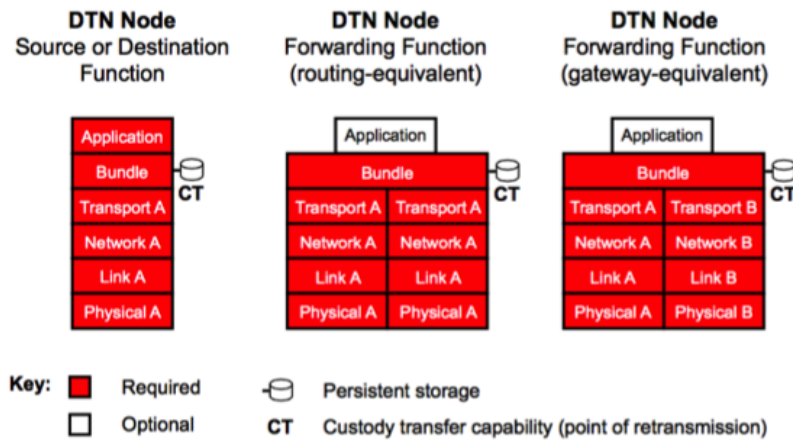 DTN Node
Source or Destination
Function
DTN Node
Forwarding Function
(routing-equivalent)
DTN Node
Forwarding Function
(gateway-equivalent)
Application
Bundle
CT
Transport A
Network A
Link A
Physical A
Application
Bundle
CT
Transport A Transport A
Network A Network A
Link A Link A
Physical A Physical A
Application
Bundle
CT
Transport A Transport B
Network A Network B
Link A Link B
Physical A Physical B
Key: Required Persistent storage
Optional CT Custody transfer capability (point of retransmission)